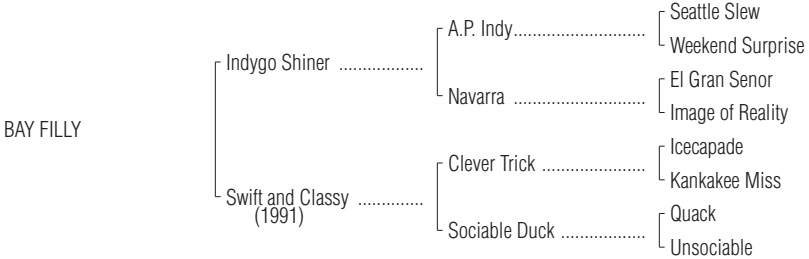 Seattle Slew
A.P. Indy..............................
Weekend Surprise
Indygo Shiner ..................
El Gran Senor
Navarra ..............................
Image of Reality
BAY FILLY
Icecapade
Clever Trick ........................
Kankakee Miss
Swift and Classy ..............
(1991)
Quack
Sociable Duck ....................
Unsociable